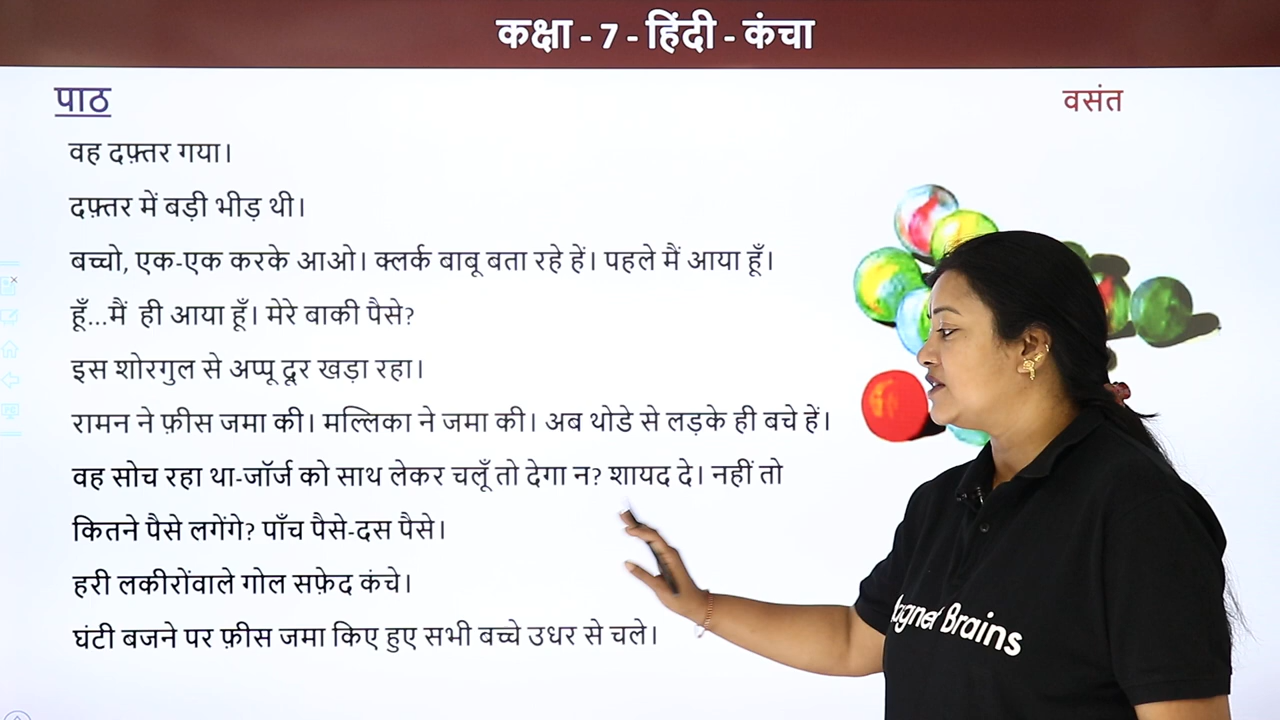 कक्षा - 7 - हिंदी - कंचा
पाठ
वसंत
वह दफ़्तर गया।
दफ़्तर में बड़ी भीड़ थी।
बच्चो, एक-एक करके आओ। क्लर्क बाबू बता रहे हें। पहले मैं आया हूँ।
हूँ...मैं ही आया हूँ। मेरे बाकी पैसे?
इस शोरगुल से अप्पू दूर खड़ा रहा।
रामन ने फ़ीस जमा की। मल्लिका ने जमा की। अब थोडे से लड़के ही बचे हें।
वह सोच रहा था-जॉर्ज को साथ लेकर चलूँ तो देगा न? शायद दे। नहीं तो
कितने पैसे लगेंगे? पाँच पैसे-दस पैसे।
हरी लकीरोंवाले गोल सफ़ेद कंचे।
घंटी बजने पर फ़ीस जमा किए हुए सभी बच्चे उधर से चले।
Brains